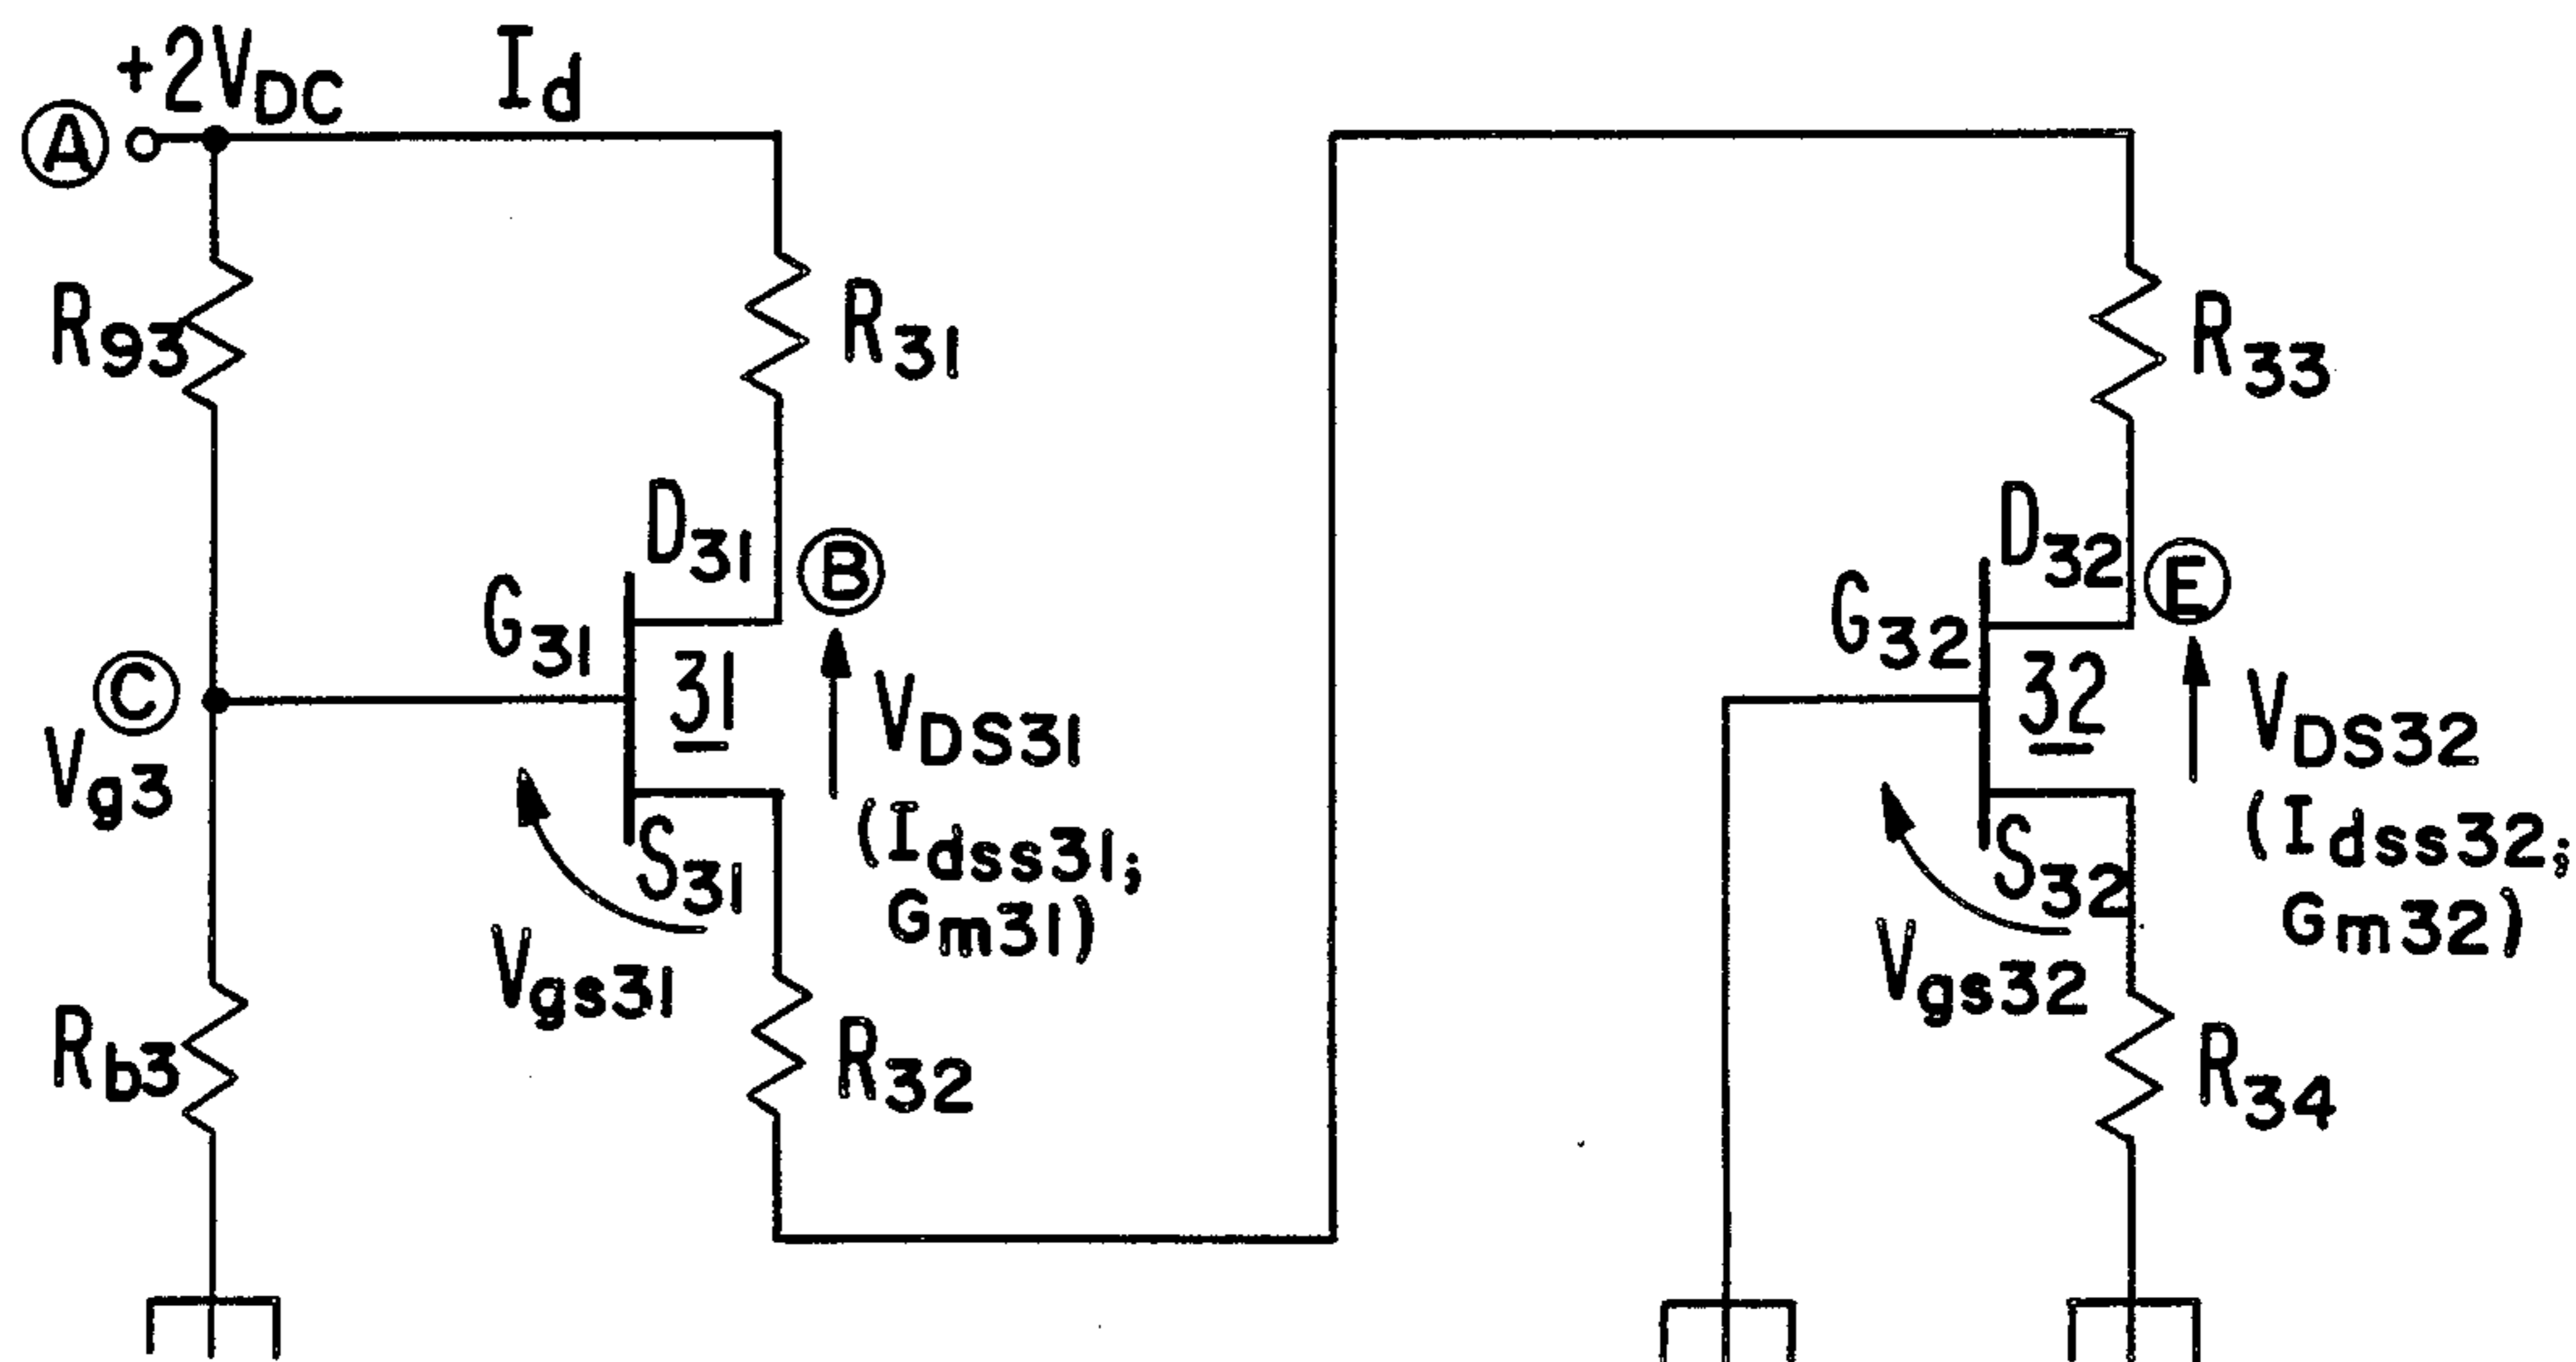 +2VDC
Id
A
R93
R31
R33
D31
B
D32
E
G31
G32
31
32
C
Vg3
VDS31
(Idss31;
Gm31)
VDS32
(Idss32;
Gm32)
S31
S32
Vgs31
Vgs32
Rb3
R32
R34